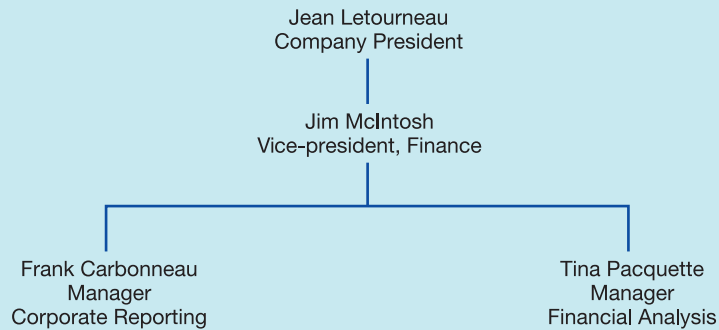 Jean Letourneau
Company President
Jim McIntosh
Vice-president, Finance
Frank Carbonneau
Manager
Corporate Reporting
Tina Pacquette
Manager
Financial Analysis